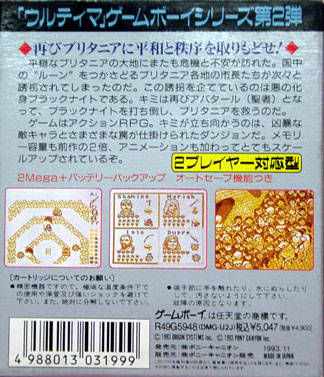 「ウルティマ」ゲームボーイシリーズ第2弾
再びブリタニアに平和と秩序を取りもどせ!
平穏なブリタニアの大地にまたも危機と不安が訪れた。国中
の"ルーン"をつかさどるブリタニア各地の市長たちが次々と
誘視されてしまったのだ。この誘拐を企てているのは悪の化
身ブラックナイトである。キミは再びアバタール(聖者)とな
って、ブラックナイトを打ち倒し、ブリタニアを救うのだ。
ゲームはアクションRPG。キミが立ち向かうのは、凶暴な
敵キャラとさまざまな罠が仕掛けられたダンジョンだ。メモリ
ー容量も前作の2倍、アニメーションも加わってとてもスケ
ールアップされているぞ。
2プレイヤー対応型
2Mega+バッテリーバックアップ オートセーブ機能つき
Shamino
Mariah
Iolo
Dupre
〔カートリッジについてのお願い〕
●精密機器ですので、極端な温度条件下で
の使用や保管及び強いショックを避けて下
さい。また、絶対に分解しないで下さい。
●端子部に手を触れたり、水にぬらしたり
して、汚さないようにして下さい。
故障の原因となります。
ゲームボーイは任天堂の商標です。
R49G5948(DMG-UZJ) 税込¥5,047(税抜¥4,900)
©1993 ORIGIN SYSTEMS INC. ©1993 PONY CANYON INC.
発売元:㈱ポニーキャニオン 1993.11
販売元:㈱ポニーキャニオン MADE IN JAPAN
4 988013 031999